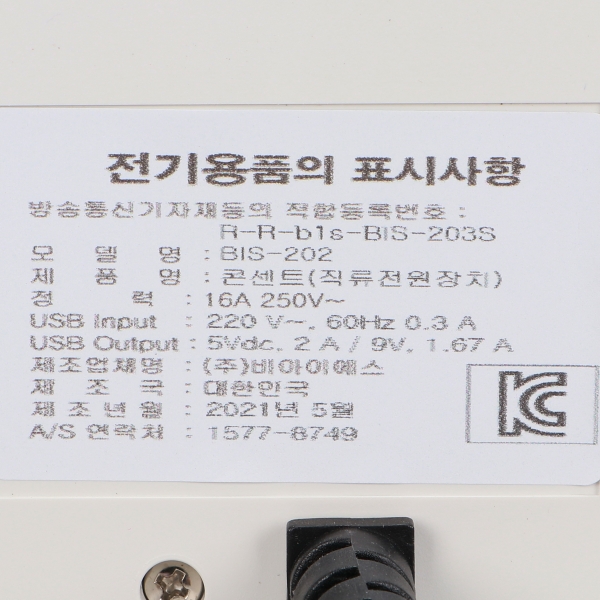 전기용품의 표시사항
방송통신기자재등의 적합등록번호 :
R-R-b1s-BIS-203S
모 델 명 : BIS-202
제 품 명 : 콘센트(직류전원장치)
정 력 : 16A 250V~
USB Input : 220 V~, 60Hz 0.3 A
USB Output : 5Vdc, 2 A / 9V, 1.67 A
제조업체명 : (주)비아이에스
제 조 국 : 대한민국
제 조 년 월 : 2021년 5월
A/S 연락처 : 1577-8749
KC